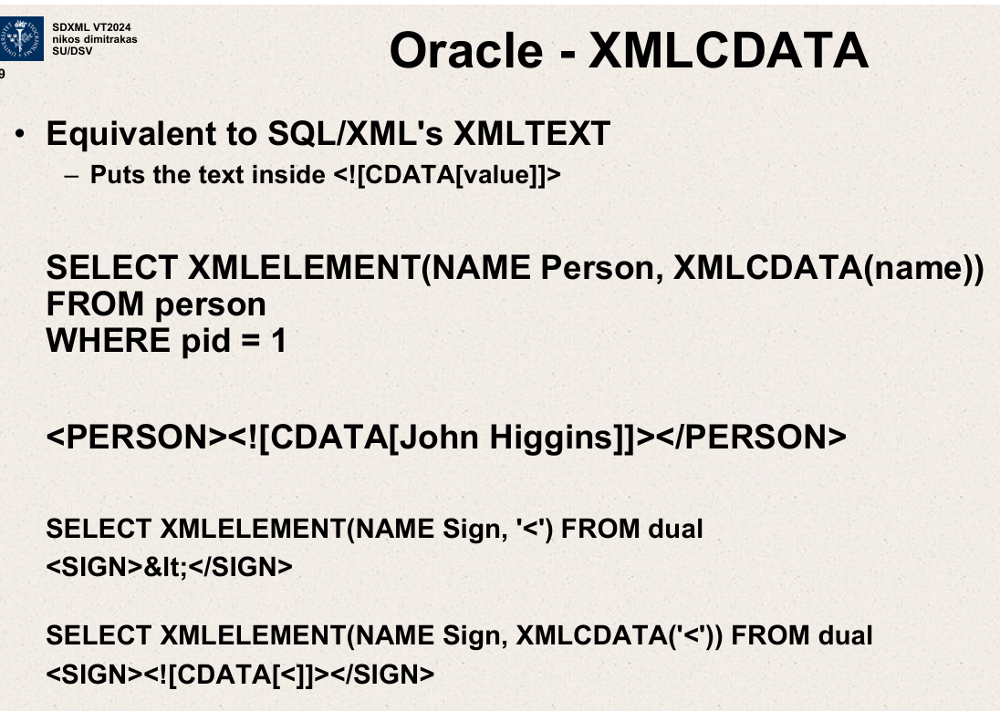 SDXML VT2024
nikos dimitrakas
SU/DSV
9
Oracle - XMLCDATA
• Equivalent to SQL/XML's XMLTEXT
– Puts the text inside <![CDATA[value]]>
SELECT XMLELEMENT(NAME Person, XMLCDATA(name))
FROM person
WHERE pid = 1
<PERSON><![CDATA[John Higgins]]></PERSON>
SELECT XMLELEMENT(NAME Sign, '<') FROM dual
<SIGN>&lt;</SIGN>
SELECT XMLELEMENT(NAME Sign, XMLCDATA('<')) FROM dual
<SIGN><![CDATA[<]]></SIGN>